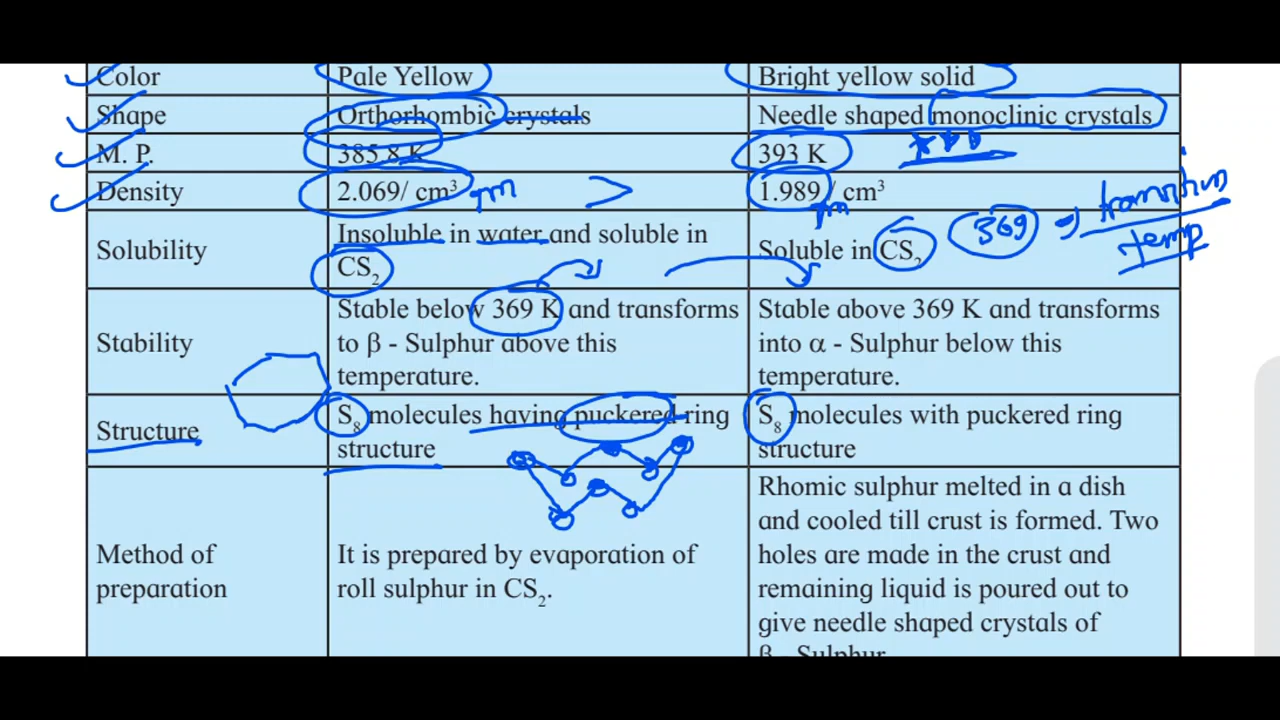 Color Pale Yellow Bright yellow solid
Shape Orthorhombic crystals Needle shaped monoclinic crystals
M. P. 385.8 K 393 K
Density 2.069/ cm³ gm > 1.989 / cm³
gm
transition
temp
369 ⇒
Solubility
Insoluble in water and soluble in
CS₂
Soluble in CS₂
Stability
Stable below 369 K and transforms
to β - Sulphur above this
temperature.
Stable above 369 K and transforms
into α - Sulphur below this
temperature.
Structure
S₈ molecules having puckered ring
structure
S₈ molecules with puckered ring
structure
Method of
preparation
It is prepared by evaporation of
roll sulphur in CS₂.
Rhomic sulphur melted in a dish
and cooled till crust is formed. Two
holes are made in the crust and
remaining liquid is poured out to
give needle shaped crystals of
β - Sulphur